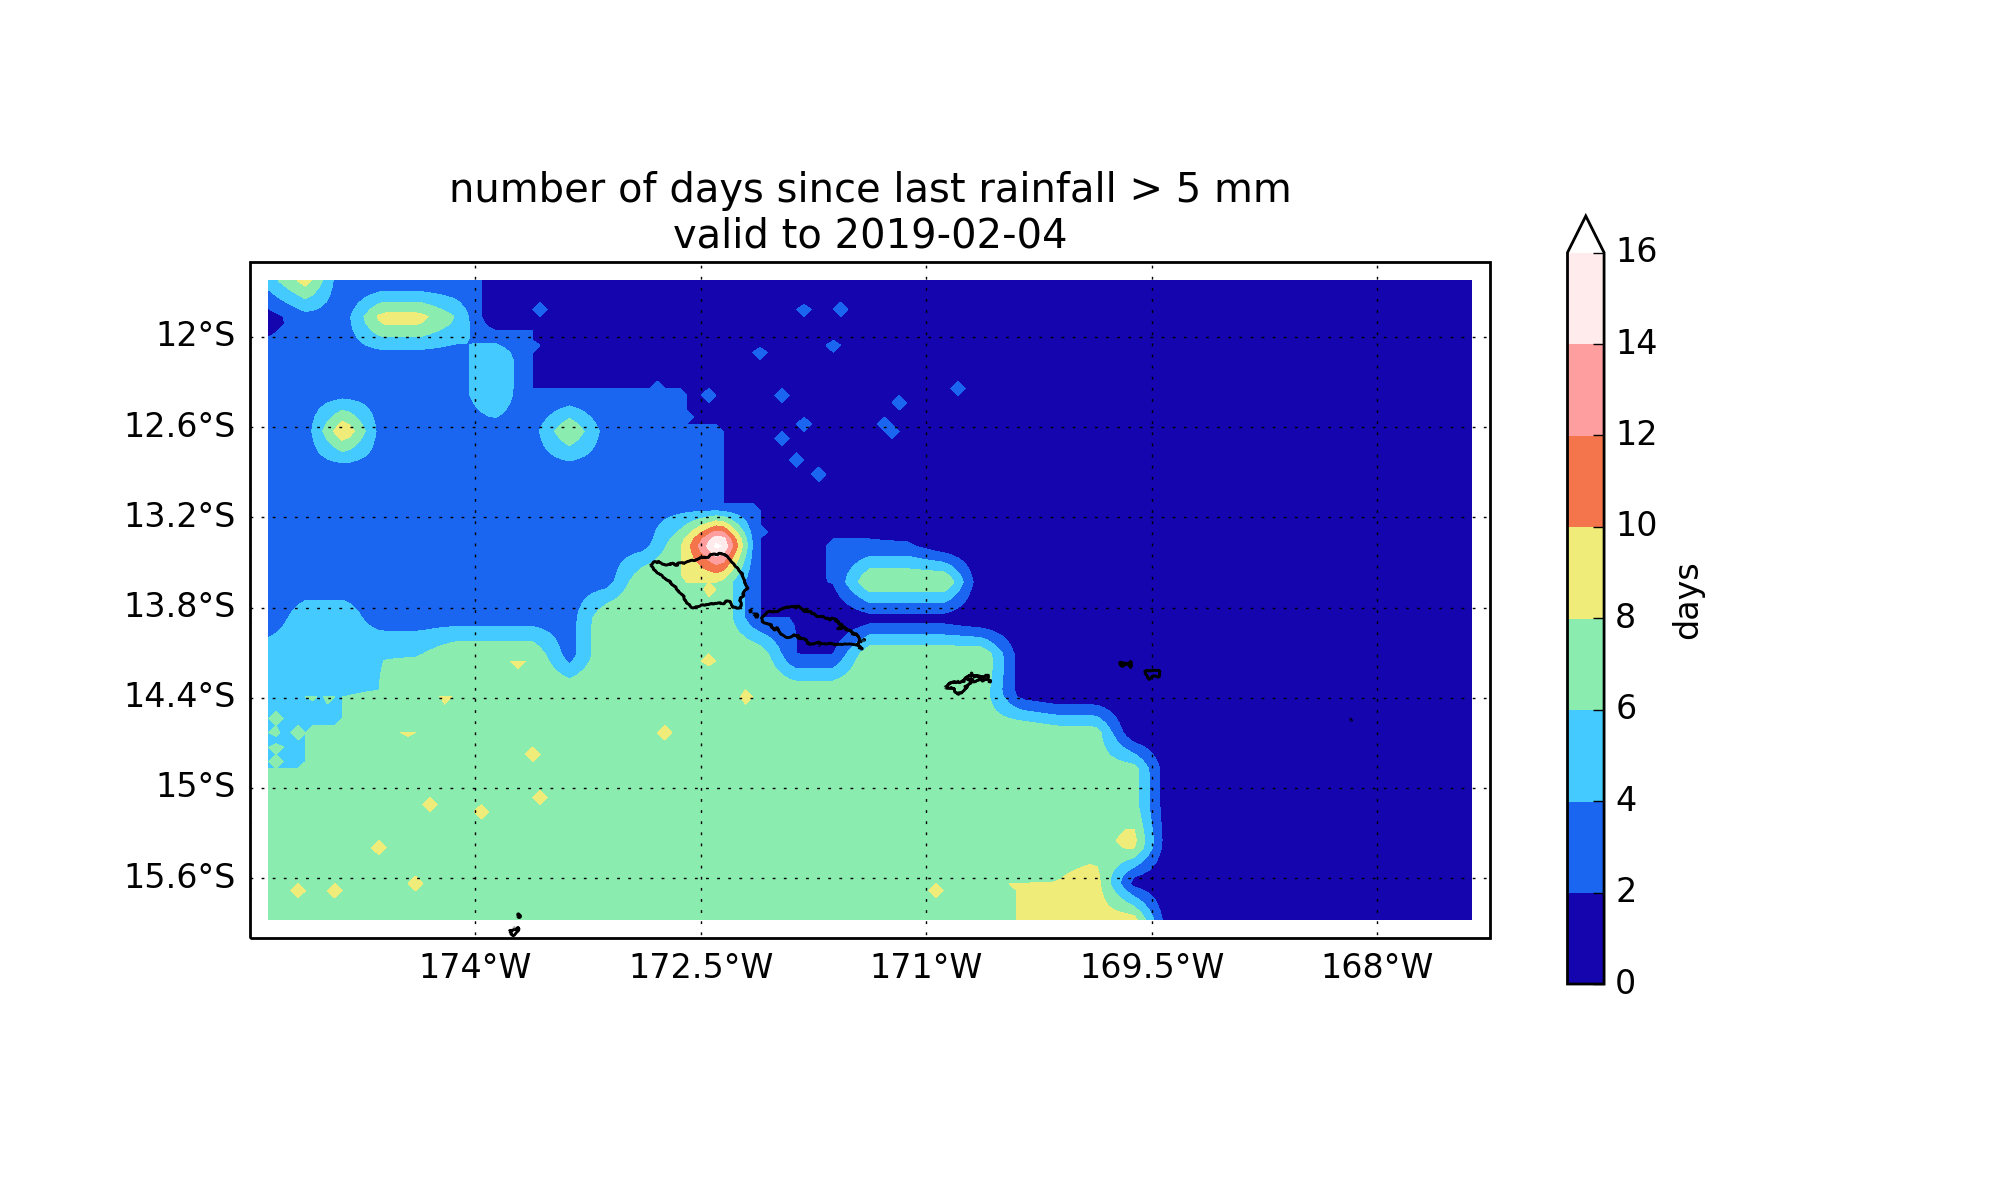 number of days since last rainfall > 5 mm
valid to 2019-02-04
12°S
12.6°S
13.2°S
13.8°S
14.4°S
15°S
15.6°S
174°W
172.5°W
171°W
169.5°W
168°W
16
14
12
10
8
6
4
2
0
days